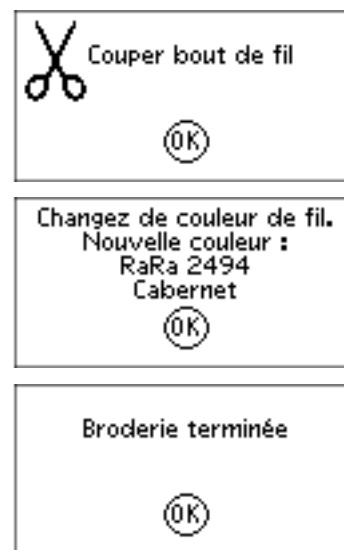 Couper bout de fil
OK
Changez de couleur de fil.
Nouvelle couleur :
RaRa 2494
Cabernet
OK
Broderie terminée
OK